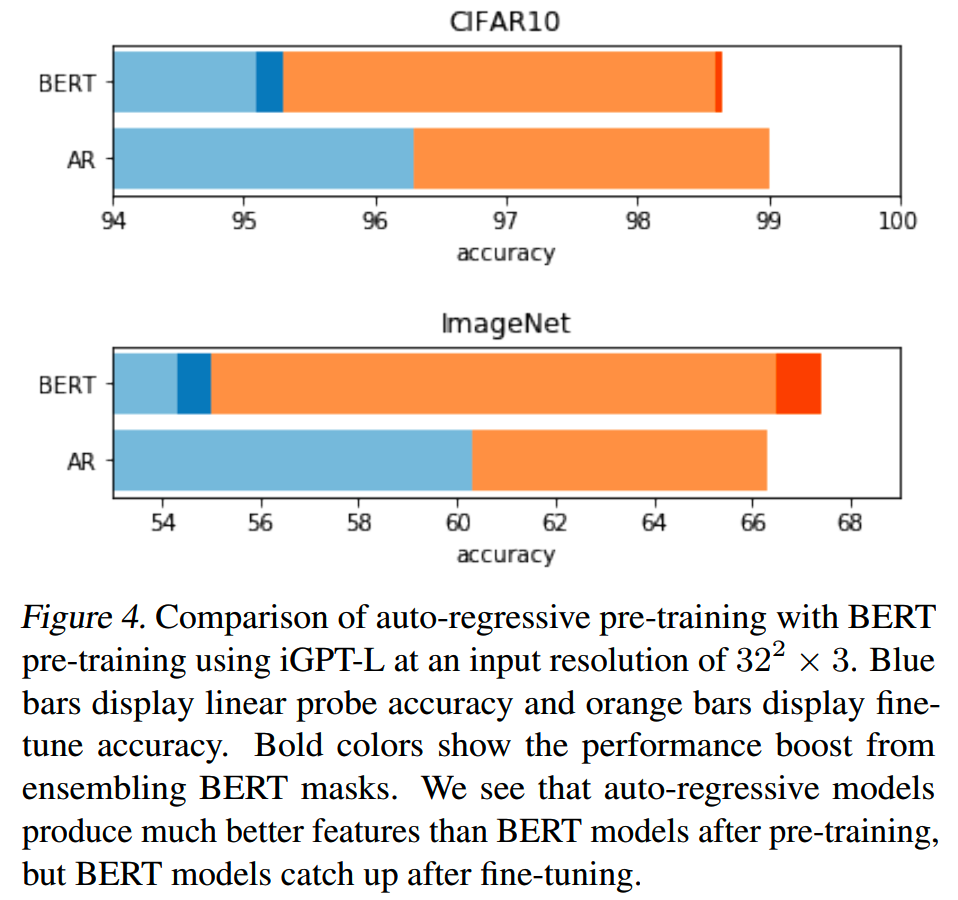 CIFAR10
BERT
AR
94 95 96 97 98 99 100
accuracy
ImageNet
BERT
AR
54 56 58 60 62 64 66 68
accuracy
Figure 4. Comparison of auto-regressive pre-training with BERT
pre-training using iGPT-L at an input resolution of 32² × 3. Blue
bars display linear probe accuracy and orange bars display fine-
tune accuracy. Bold colors show the performance boost from
ensembling BERT masks. We see that auto-regressive models
produce much better features than BERT models after pre-training,
but BERT models catch up after fine-tuning.